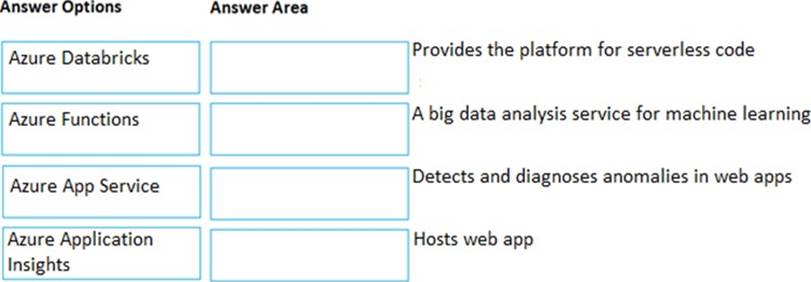 Answer Options Answer Area
Azure Databricks Provides the platform for serverless code
Azure Functions A big data analysis service for machine learning
Azure App Service Detects and diagnoses anomalies in web apps
Azure Application Hosts web app
Insights